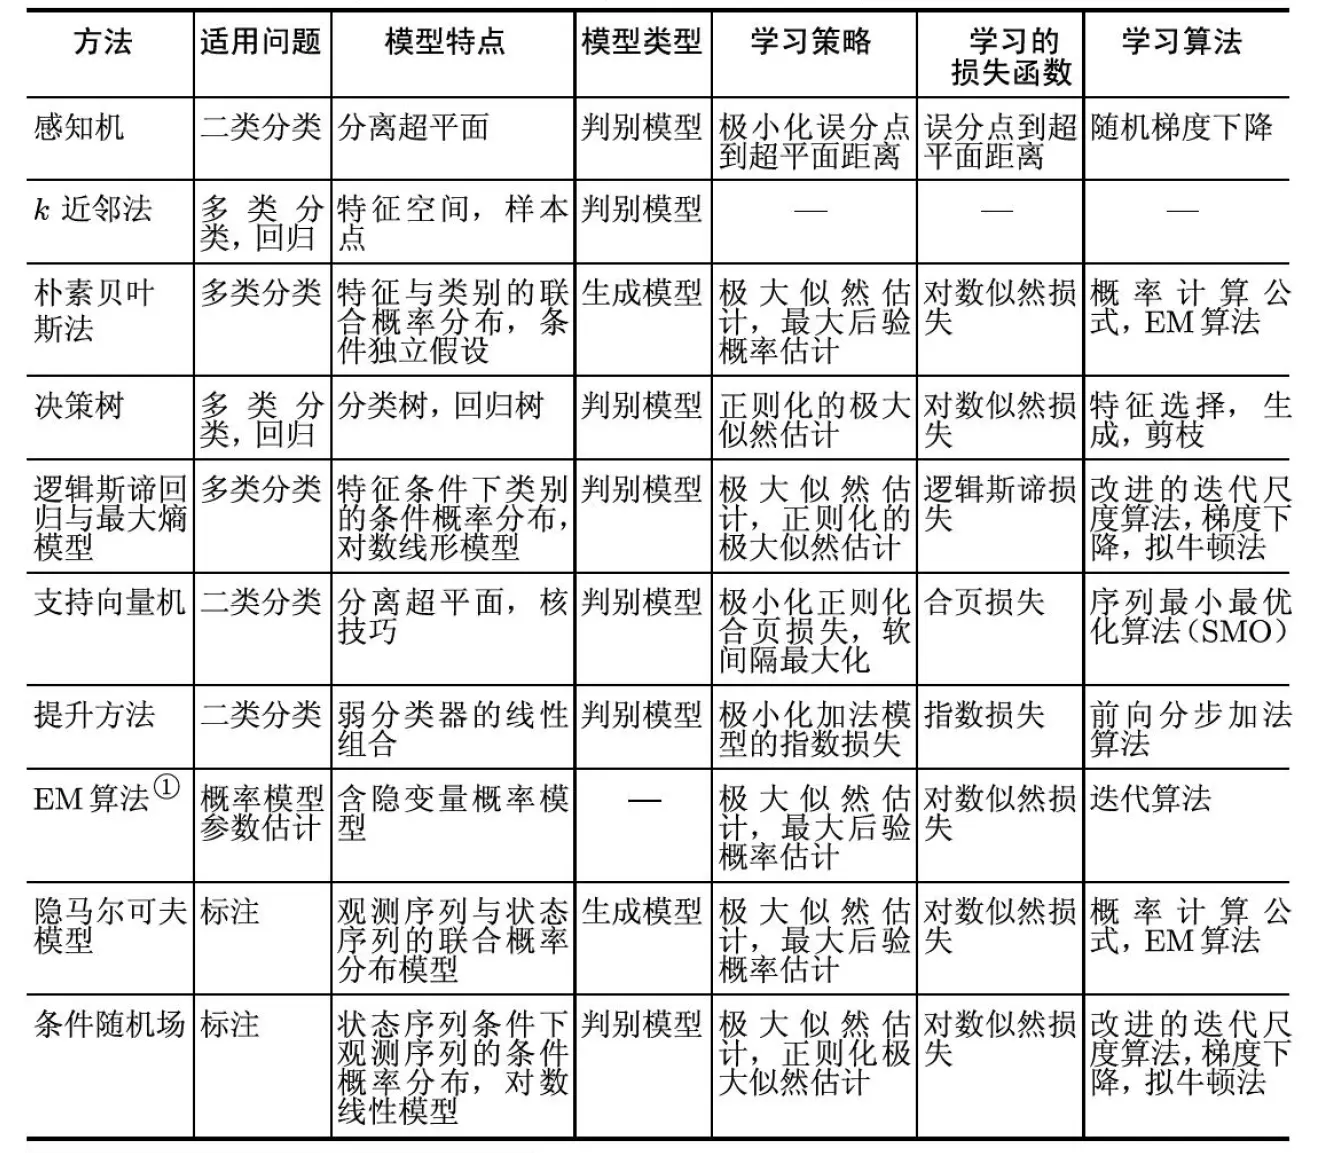 方法 适用问题 模型特点 模型类型 学习策略 学习的 学习算法
损失函数
感知机 二类分类 分离超平面 判别模型 极小化误分点 误分点到超 随机梯度下降
到超平面距离 平面距离
k 近邻法 多类分 特征空间，样本 判别模型 — — —
类，回归 点
朴素贝叶 多类分类 特征与类别的联 生成模型 极大似然估 对数似然损 概率计算公
斯法 合概率分布，条 计，最大后验 失 式，EM 算法
件独立假设 概率估计
决策树 多类分 分类树，回归树 判别模型 正则化的极大 对数似然损 特征选择，生
类，回归 似然估计 失 成，剪枝
逻辑斯谛回 多类分类 特征条件下类别 判别模型 极大似然估 逻辑斯谛损 改进的迭代尺
归与最大熵 的条件概率分布， 计，正则化的 失 度算法，梯度下
模型 对数线形模型 极大似然估计 降，拟牛顿法
支持向量机 二类分类 分离超平面，核 判别模型 极小化正则化 合页损失 序列最小最优
技巧 合页损失，软 化算法（SMO）
间隔最大化
提升方法 二类分类 弱分类器的线性 判别模型 极小化加法模 指数损失 前向分步加法
组合 型的指数损失 算法
EM 算法① 概率模型 含隐变量概率模 — 极大似然估 对数似然损 迭代算法
参数估计 型 计，最大后验 失
概率估计
隐马尔可夫 标注 观测序列与状态 生成模型 极大似然估 对数似然损 概率计算公
模型 序列的联合概率 计，最大后验 失 式，EM 算法
分布模型 概率估计
条件随机场 标注 状态序列条件下 判别模型 极大似然估 对数似然损 改进的迭代尺
观测序列的条件 计，正则化极 失 度算法，梯度下
概率分布，对数 大似然估计 降，拟牛顿法
线性模型